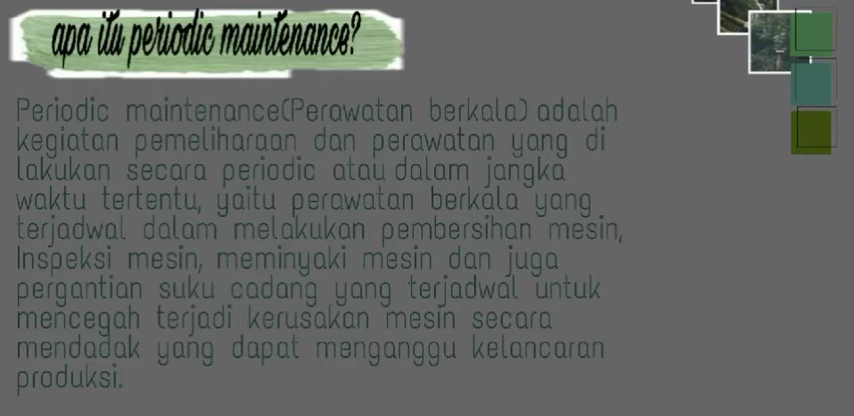 apa itu periodic maintenance?
Periodic maintenance(Perawatan berkala) adalah
kegiatan pemeliharaan dan perawatan yang di
lakukan secara periodic atau dalam jangka
waktu tertentu, yaitu perawatan berkala yang
terjadwal dalam melakukan pembersihan mesin,
Inspeksi mesin, meminyaki mesin dan juga
pergantian suku cadang yang terjadwal untuk
mencegah terjadi kerusakan mesin secara
mendadak yang dapat menganggu kelancaran
produksi.